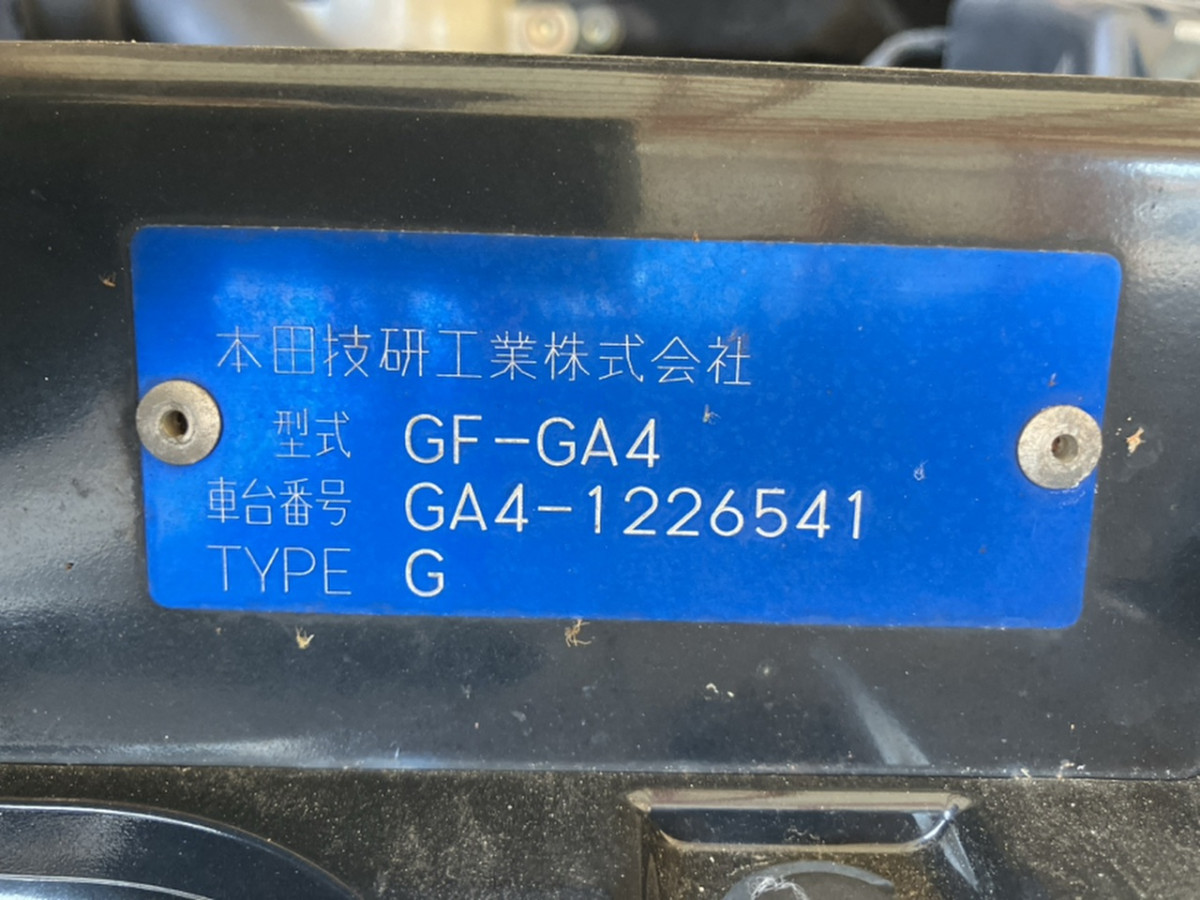 本田技研工業株式会社
型式 GF-GA4
車台番号 GA4-1226541
TYPE G